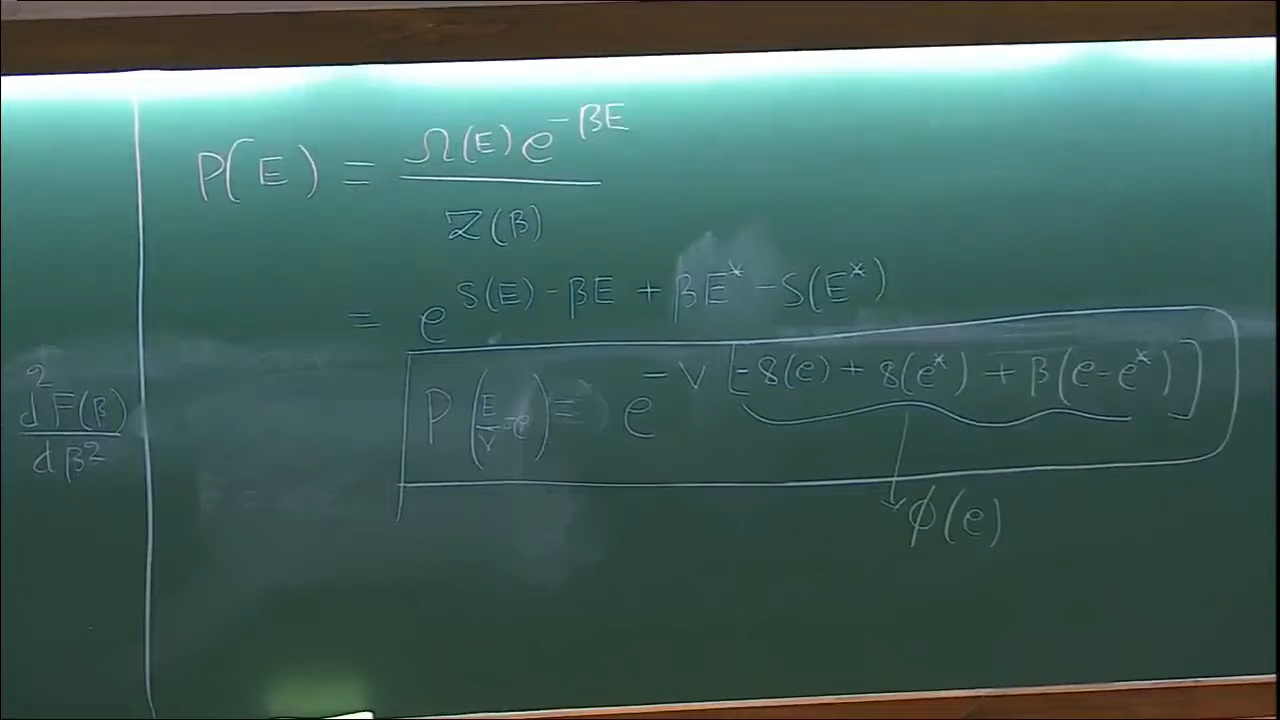 P(E) = Ω(E)e^{-βE} / Z(β)
= e^{S(E) - βE + βE* - S(E*)}
P(E/V = e) = e^{-V[-s(e) + s(e*) + β(e-e*)]}
→ φ(e)
d²F(β) / dβ²